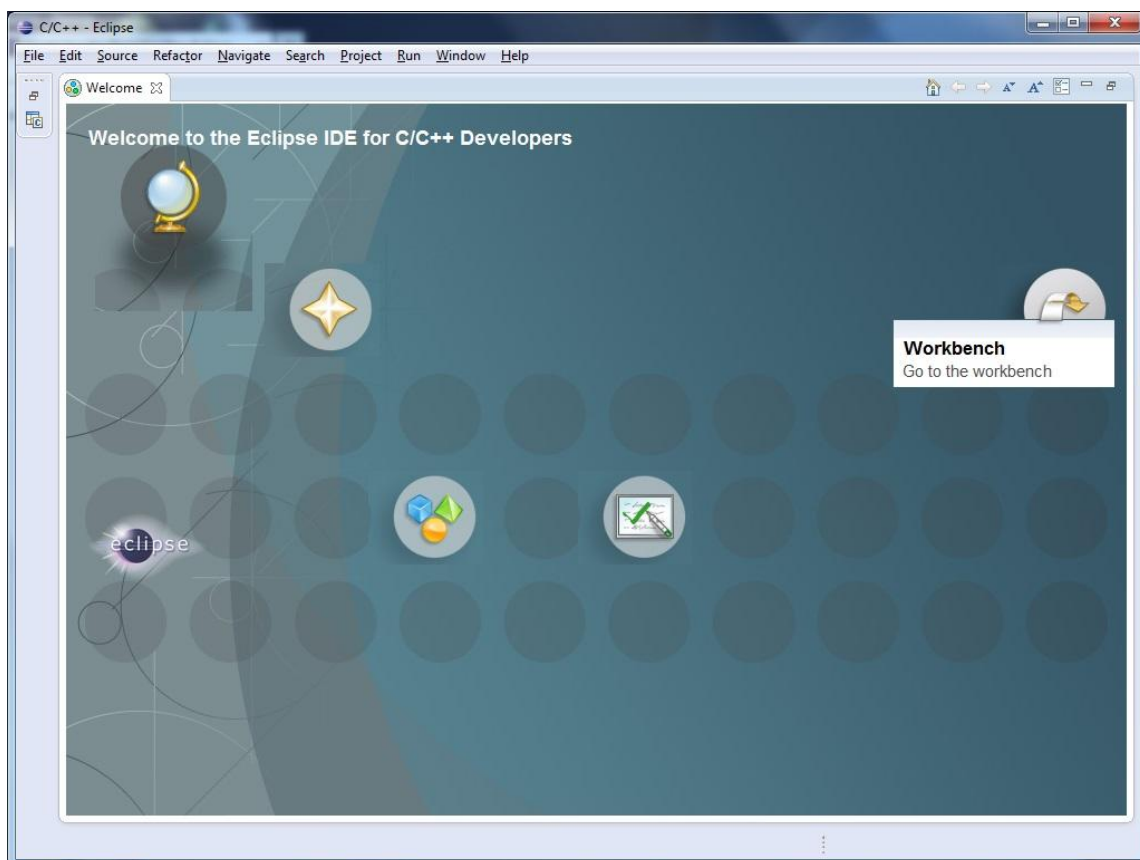 C/C++ - Eclipse
File Edit Source Refactor Navigate Search Project Run Window Help
Welcome
Welcome to the Eclipse IDE for C/C++ Developers
Workbench
Go to the workbench
eclipse